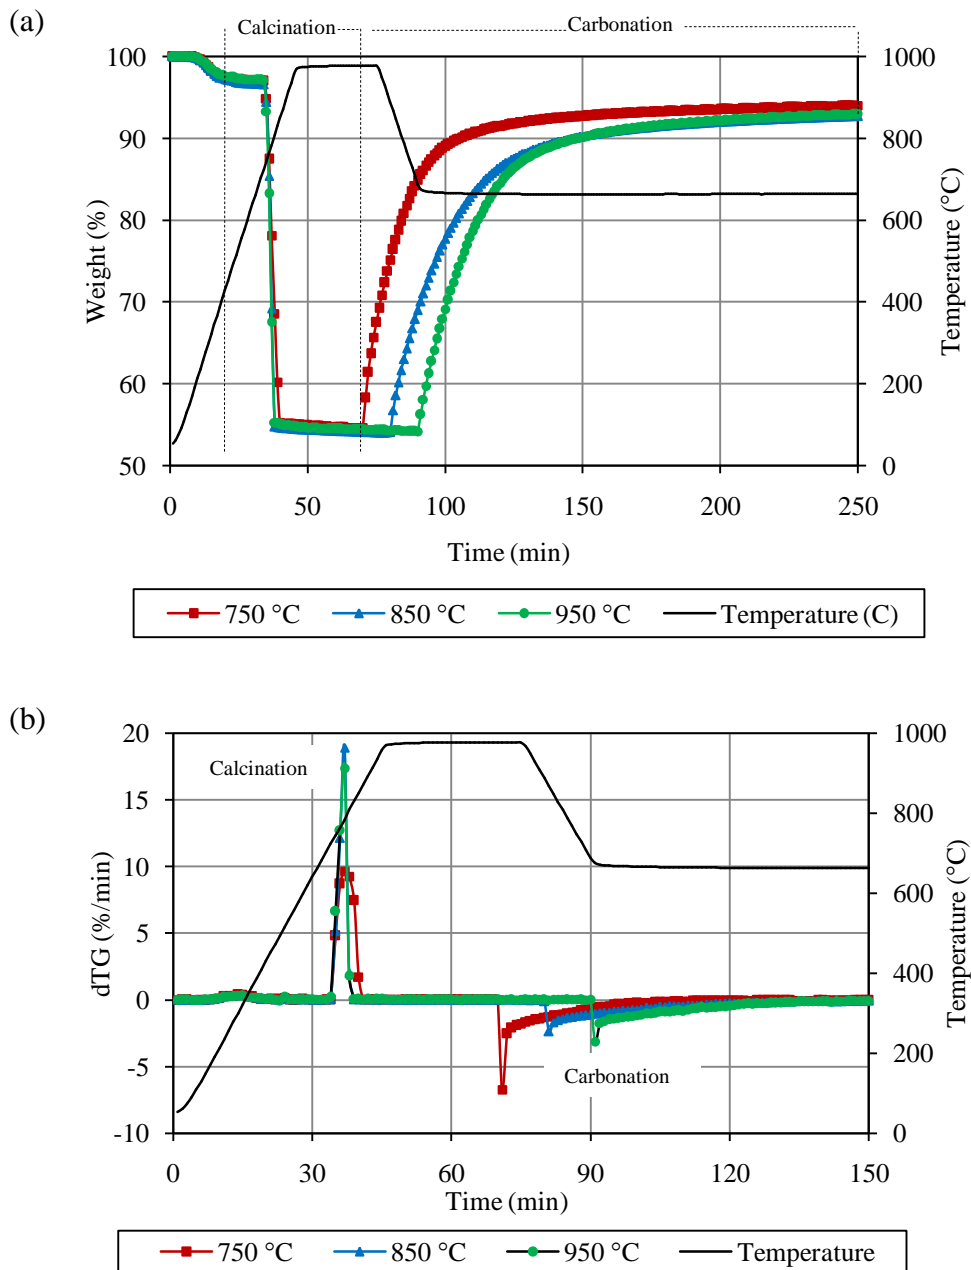 (a)
Calcination
Carbonation
100
90
80
70
60
50
1000
800
600
400
200
0
0
50
100
150
200
250
Weight (%)
Temperature (°C)
Time (min)
750 °C
850 °C
950 °C
Temperature (C)
(b)
20
15
10
5
0
-5
-10
1000
800
600
400
200
0
Calcination
Carbonation
0
30
60
90
120
150
dTG (%/min)
Temperature (°C)
Time (min)
750 °C
850 °C
950 °C
Temperature